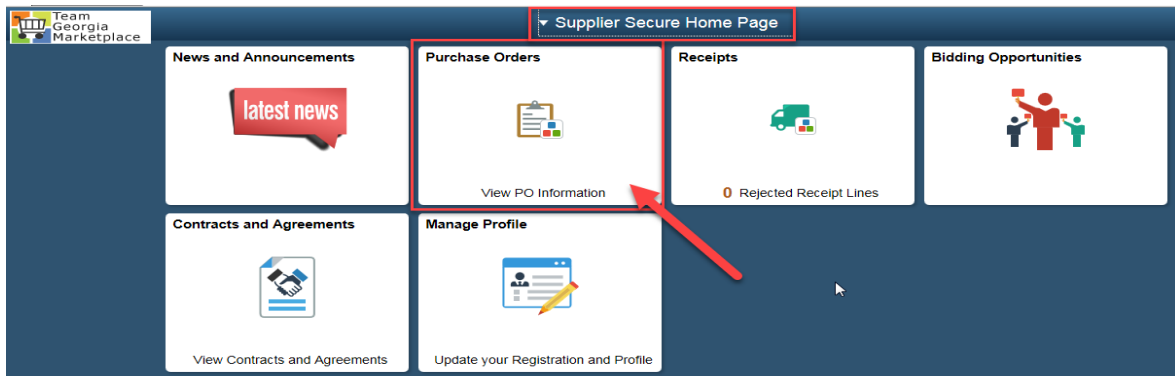 Team
Georgia
Marketplace
Supplier Secure Home Page
News and Announcements
latest news
Purchase Orders
View PO Information
Receipts
0 Rejected Receipt Lines
Bidding Opportunities
Contracts and Agreements
View Contracts and Agreements
Manage Profile
Update your Registration and Profile